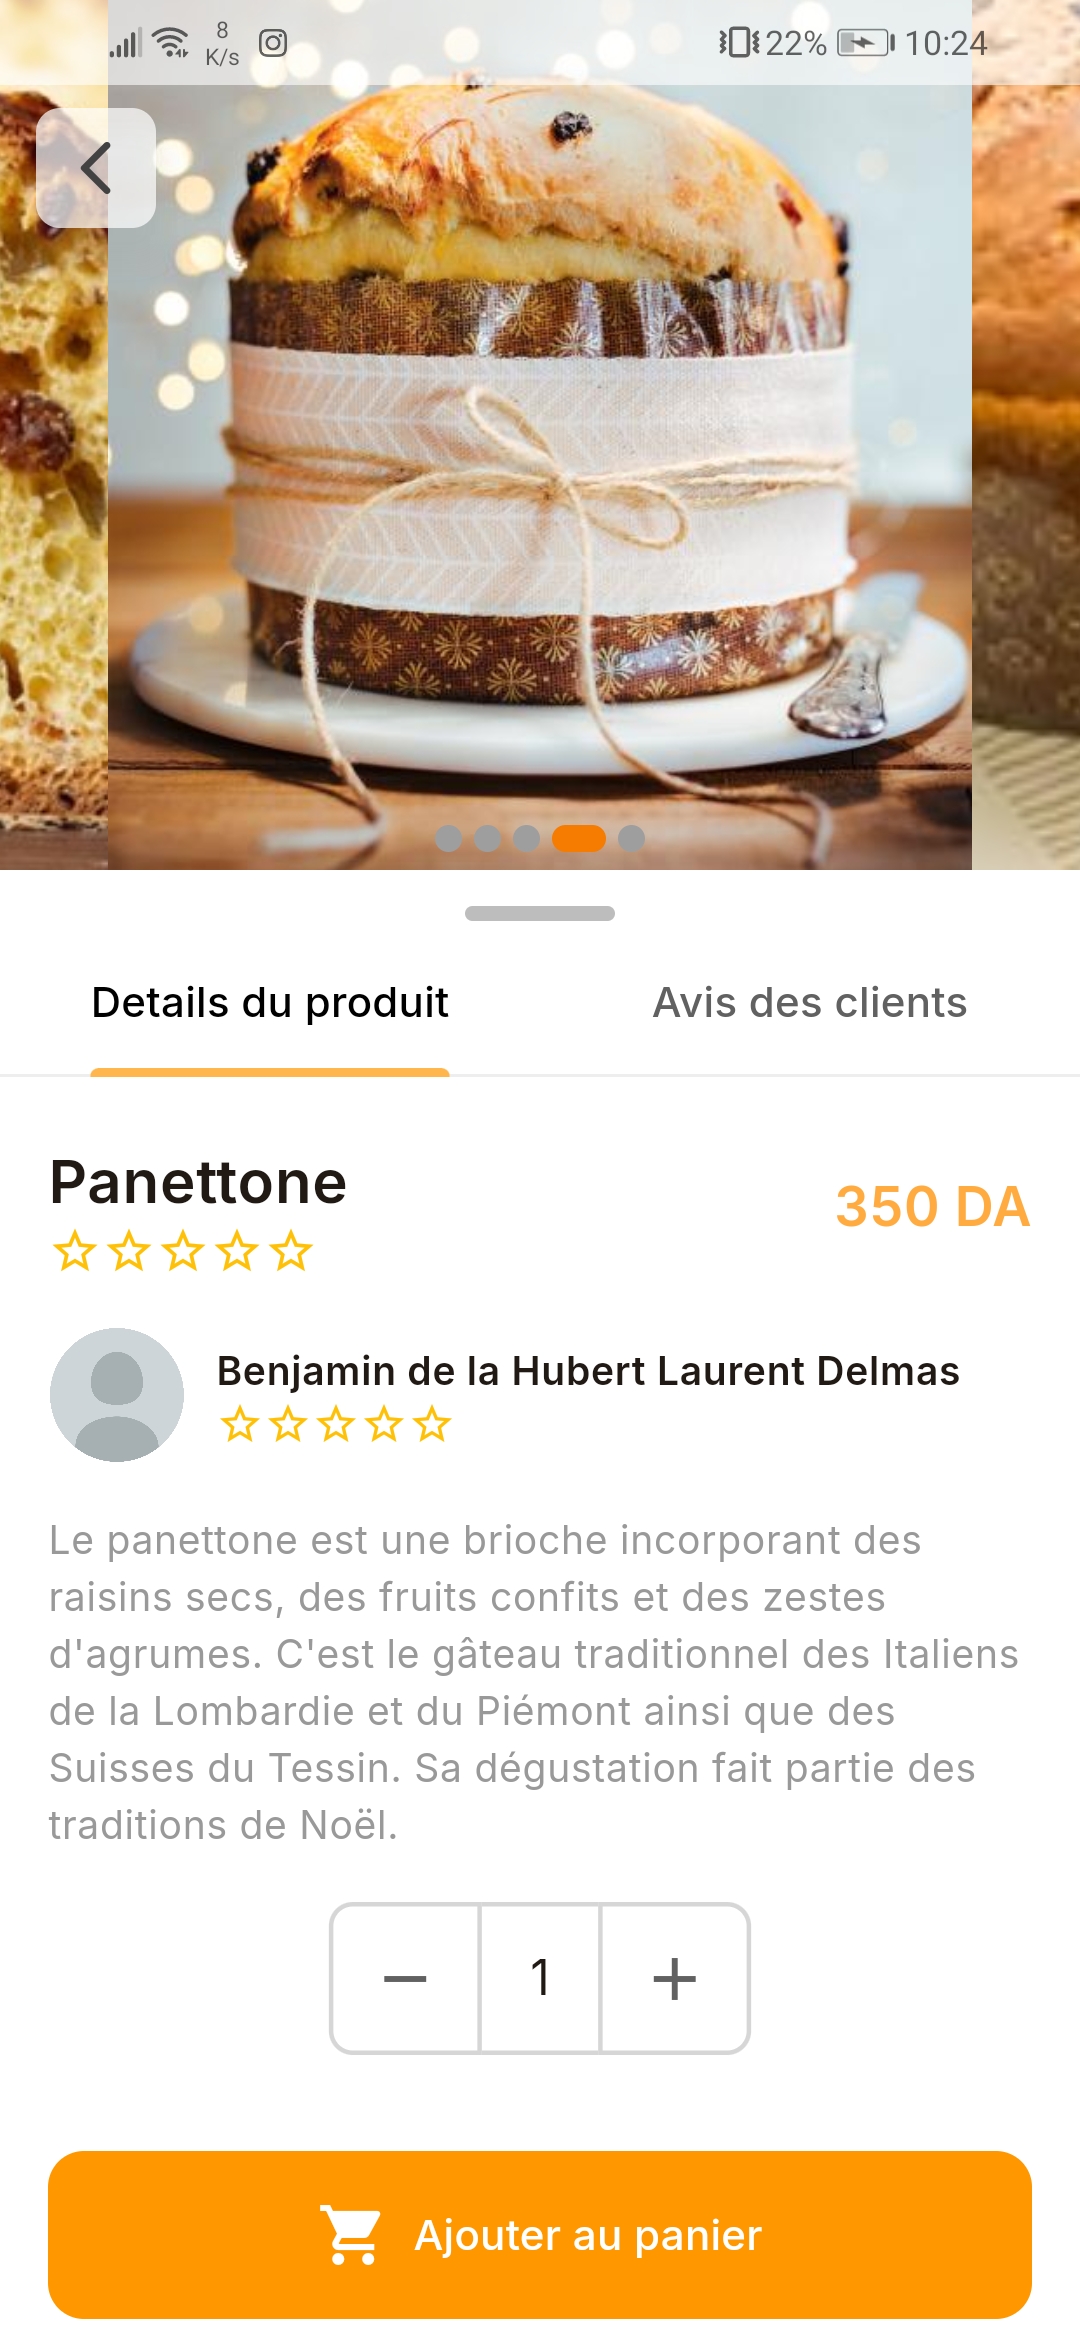 8
K/s
22%
10:24
Details du produit
Avis des clients
Panettone
350 DA
Benjamin de la Hubert Laurent Delmas
Le panettone est une brioche incorporant des
raisins secs, des fruits confits et des zestes
d'agrumes. C'est le gâteau traditionnel des Italiens
de la Lombardie et du Piémont ainsi que des
Suisses du Tessin. Sa dégustation fait partie des
traditions de Noël.
1
Ajouter au panier